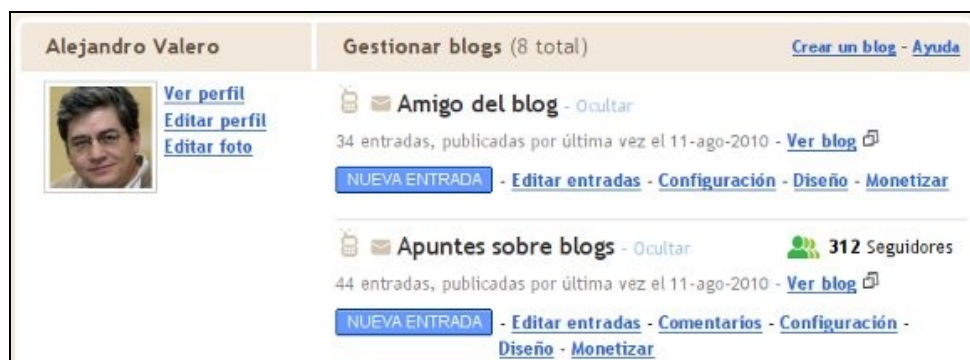 Alejandro Valero
Gestionar blogs (8 total)
Crear un blog - Ayuda
Ver perfil
Editar perfil
Editar foto
Amigo del blog - Ocultar
34 entradas, publicadas por última vez el 11-ago-2010 - Ver blog
NUEVA ENTRADA - Editar entradas - Configuración - Diseño - Monetizar
Apuntes sobre blogs - Ocultar
312 Seguidores
44 entradas, publicadas por última vez el 11-ago-2010 - Ver blog
NUEVA ENTRADA - Editar entradas - Comentarios - Configuración -
Diseño - Monetizar